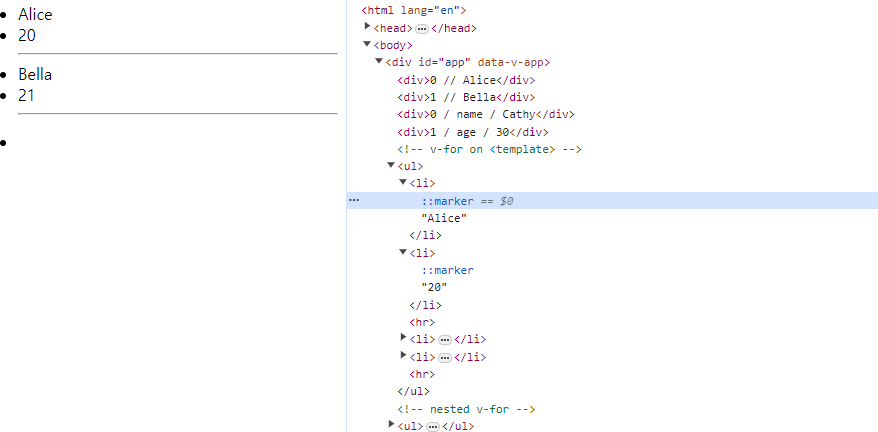 Alice
20
Bella
21
<html lang="en">
<head>…</head>
<body>
<div id="app" data-v-app>
<div>0 // Alice</div>
<div>1 // Bella</div>
<div>0 / name / Cathy</div>
<div>1 / age / 30</div>
<!-- v-for on <template> -->
<ul>
<li>
… ::marker == $0
"Alice"
</li>
<li>
::marker
"20"
</li>
<hr>
<li>…</li>
<li>…</li>
<hr>
</ul>
<!-- nested v-for -->
<ul>…</ul>